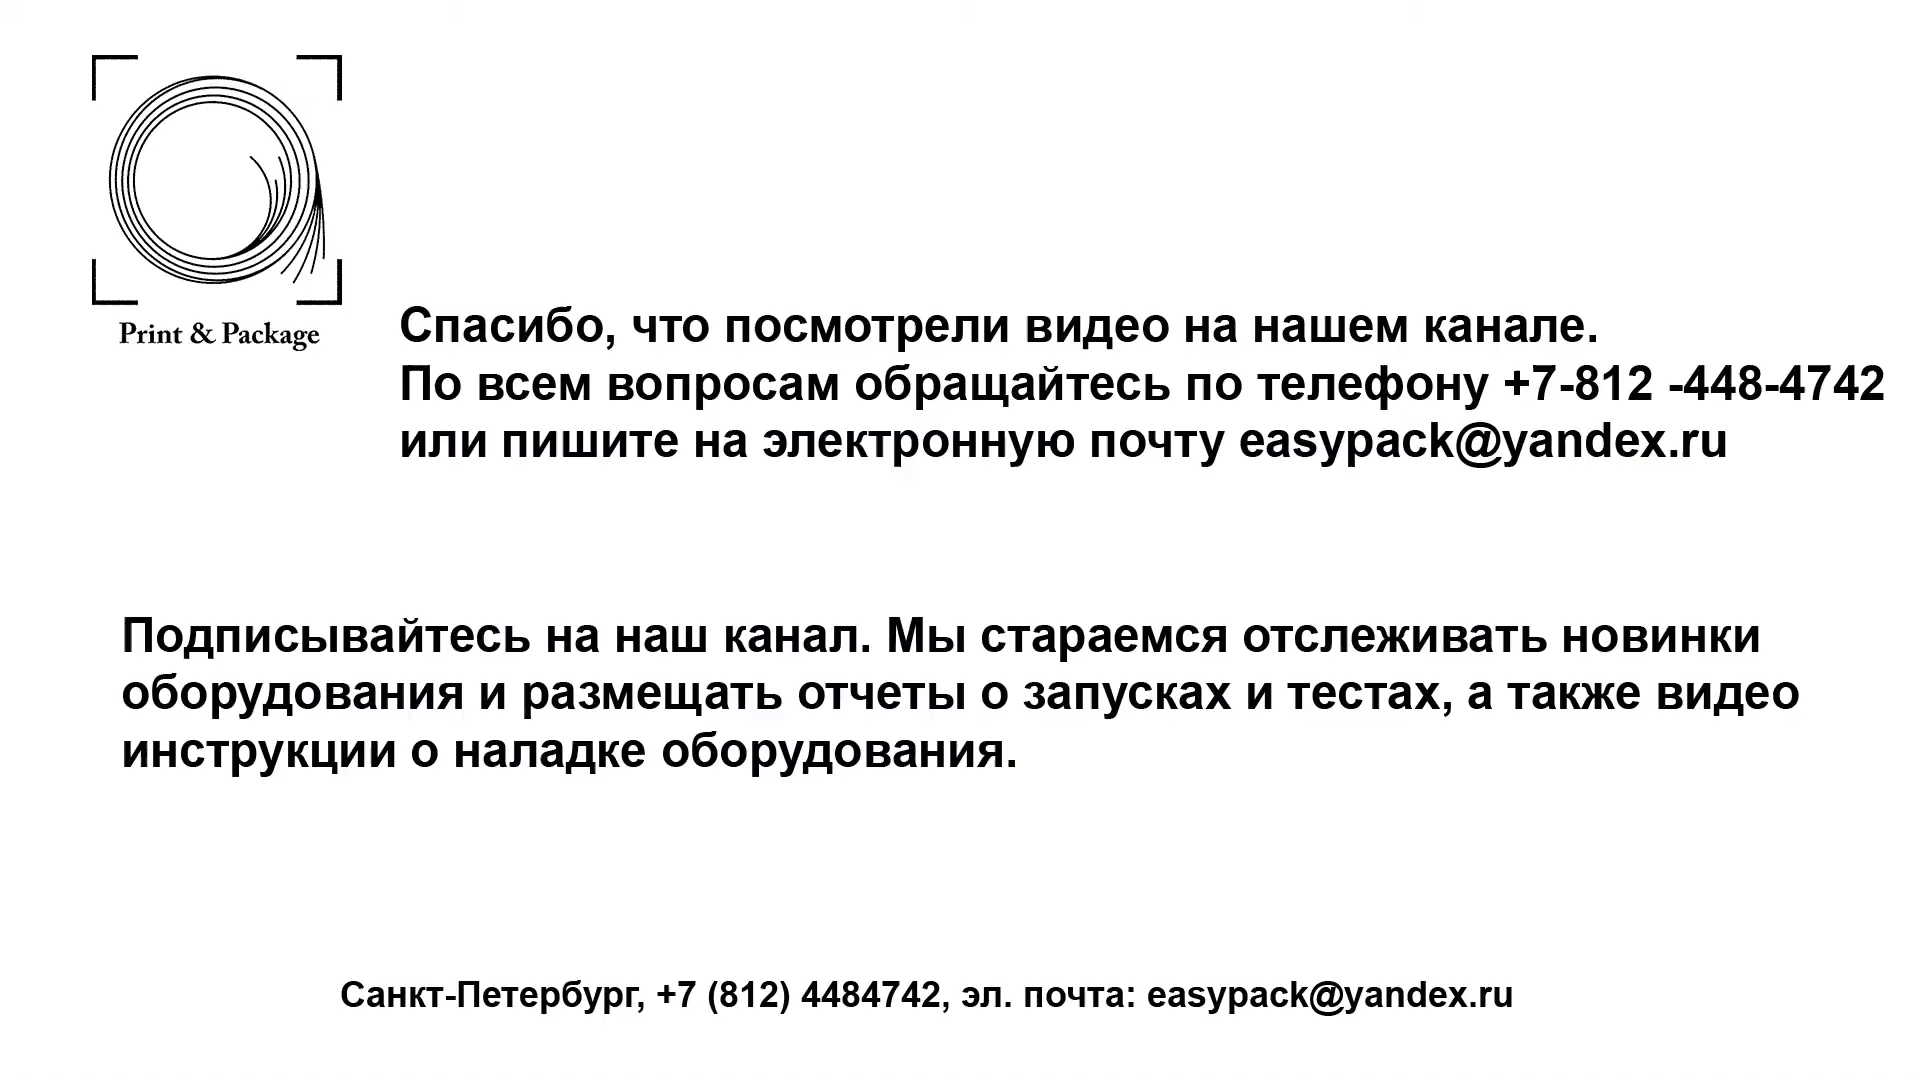 Print & Package
Спасибо, что посмотрели видео на нашем канале.
По всем вопросам обращайтесь по телефону +7-812 -448-4742
или пишите на электронную почту easypack@yandex.ru
Подписывайтесь на наш канал. Мы стараемся отслеживать новинки
оборудования и размещать отчеты о запусках и тестах, а также видео
инструкции о наладке оборудования.
Санкт-Петербург, +7 (812) 4484742, эл. почта: easypack@yandex.ru